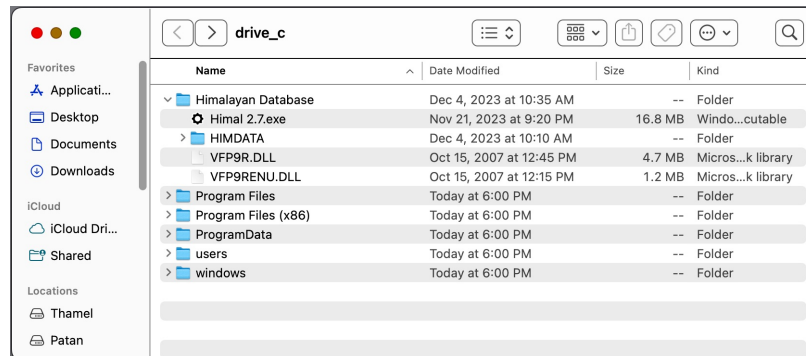 drive_c
Favorites
Applicati...
Desktop
Documents
Downloads
iCloud
iCloud Dri...
Shared
Locations
Thamel
Patan
Name Date Modified Size Kind
Himalayan Database Dec 4, 2023 at 10:35 AM -- Folder
Himal 2.7.exe Nov 21, 2023 at 9:20 PM 16.8 MB Windo...cutable
HIMDATA Dec 4, 2023 at 10:10 AM -- Folder
VFP9R.DLL Oct 15, 2007 at 12:45 PM 4.7 MB Micros...k library
VFP9RENU.DLL Oct 15, 2007 at 12:15 PM 1.2 MB Micros...k library
Program Files Today at 6:00 PM -- Folder
Program Files (x86) Today at 6:00 PM -- Folder
ProgramData Today at 6:00 PM -- Folder
users Today at 6:00 PM -- Folder
windows Today at 6:00 PM -- Folder